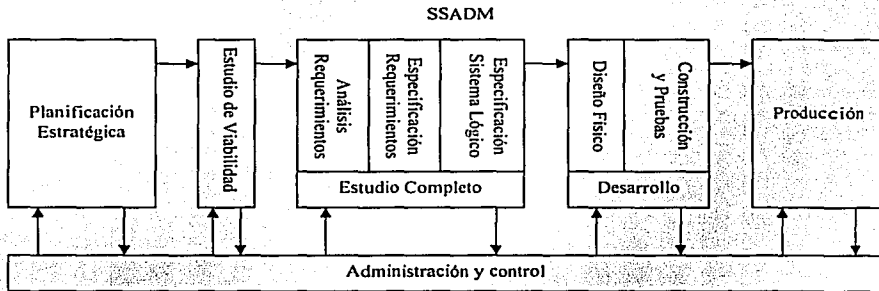 SSADM
Planificación
Estratégica
Estudio de Viabilidad
Análisis
Requerimientos
Especificación
Requerimientos
Especificación
Sistema Lógico
Estudio Completo
Diseño Físico
Construcción
y Pruebas
Desarrollo
Producción
Administración y control